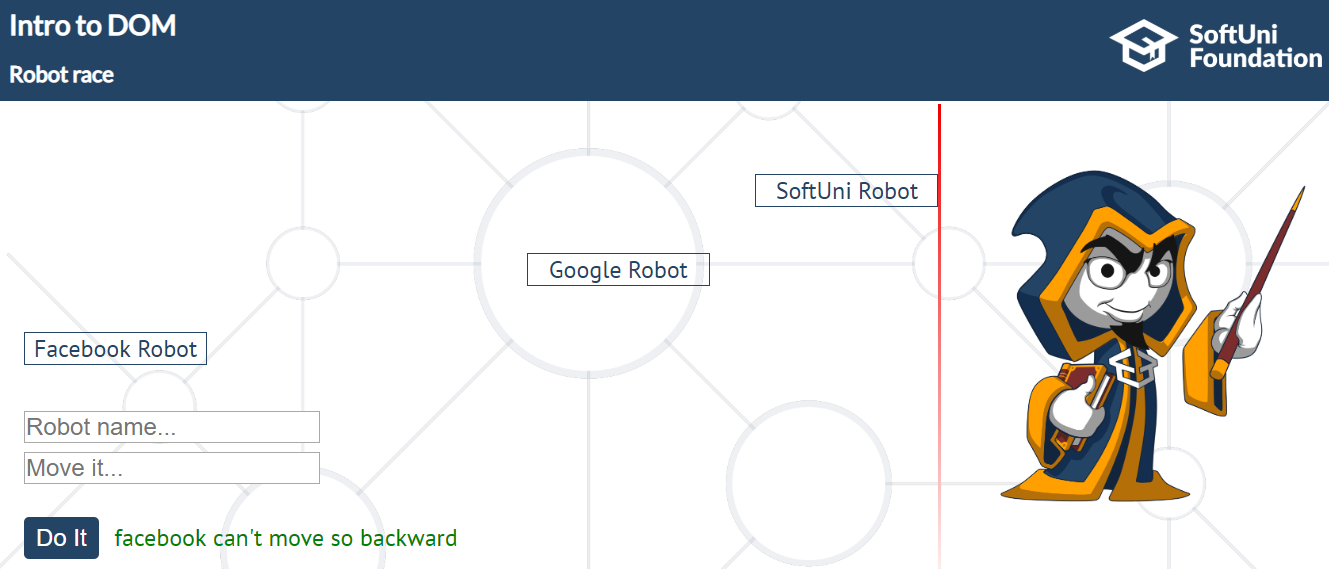 Intro to DOM
Robot race
SoftUni
Foundation
SoftUni Robot
Google Robot
Facebook Robot
Robot name...
Move it...
Do It
facebook can't move so backward